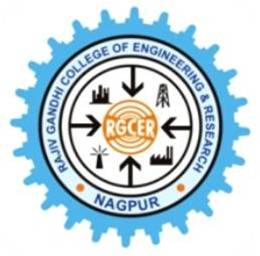 RAJIV GANDHI COLLEGE OF ENGINEERING & RESEARCH
RGCER
NAGPUR